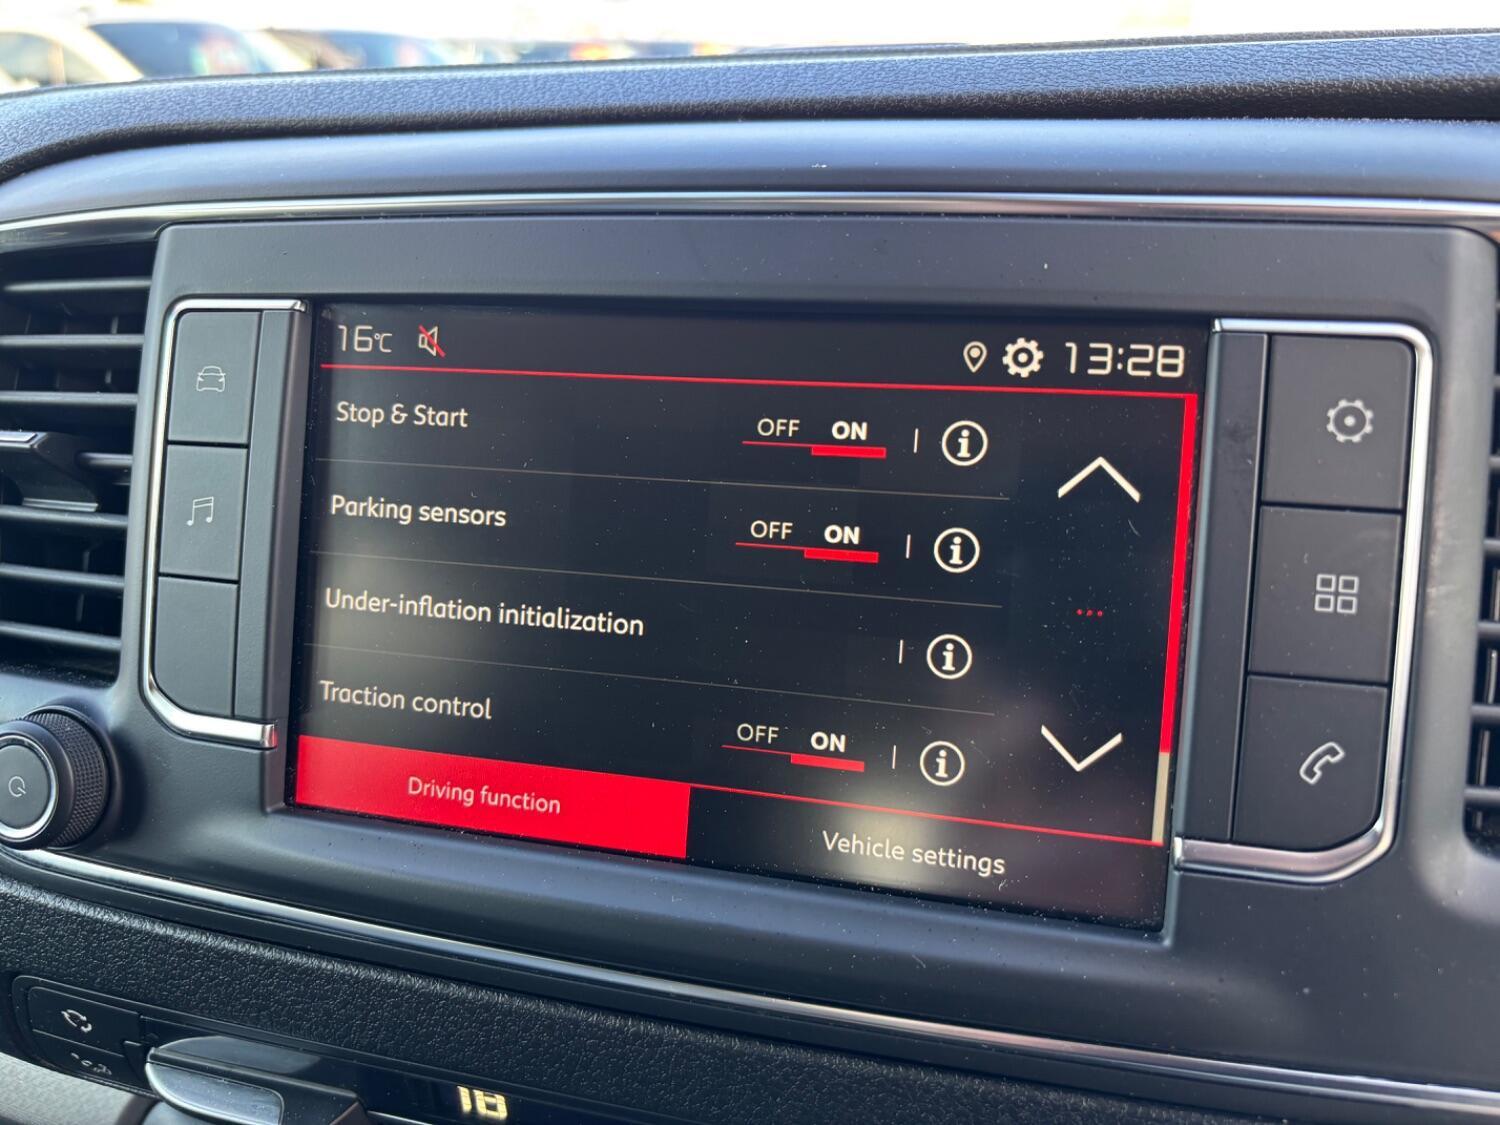 16°C 13:28
Stop & Start OFF ON
Parking sensors OFF ON
Under-inflation initialization
Traction control OFF ON
Driving function Vehicle settings
18